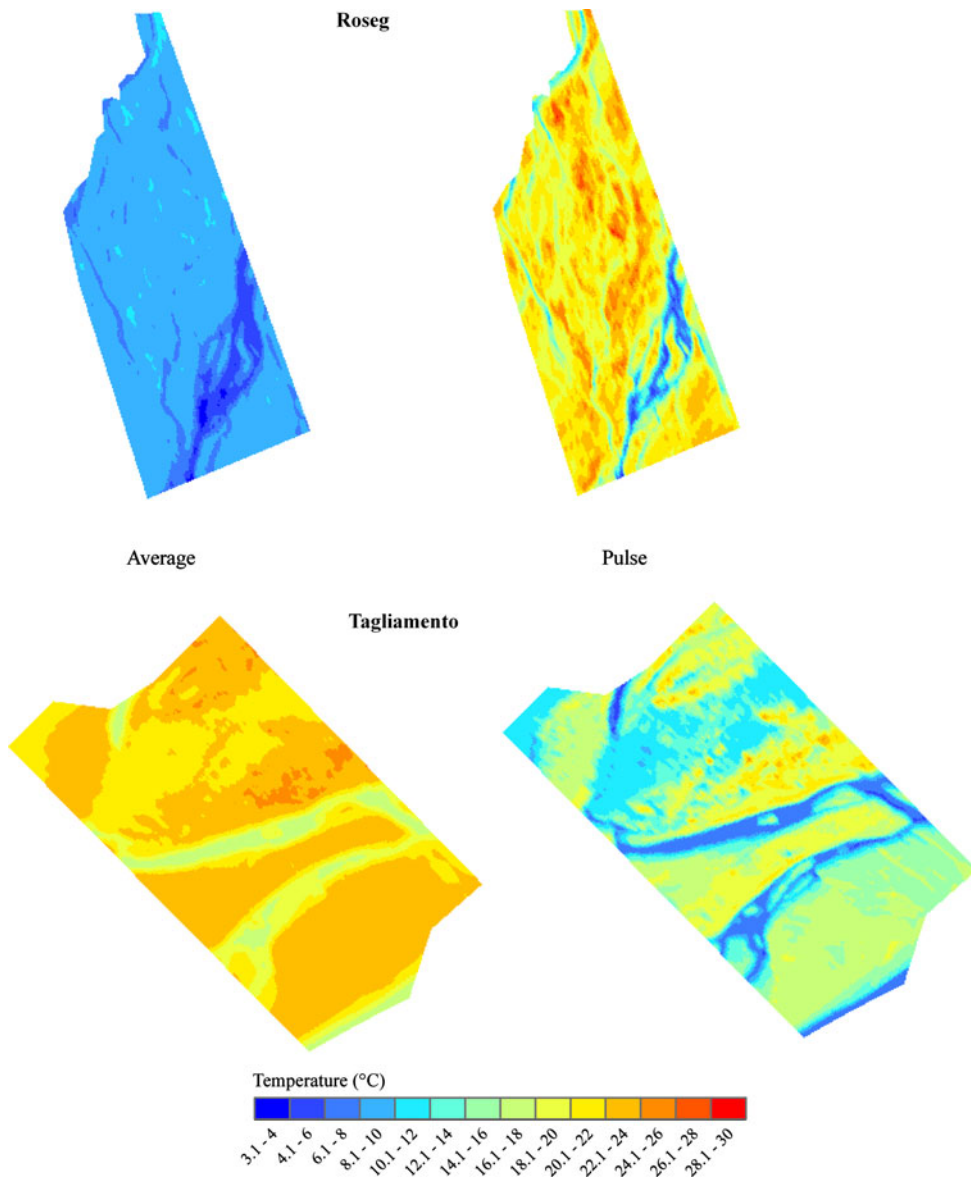 Roseg
Average
Pulse
Tagliamento
Temperature (°C)
3.1 - 4
4.1 - 6
6.1 - 8
8.1 - 10
10.1 - 12
12.1 - 14
14.1 - 16
16.1 - 18
18.1 - 20
20.1 - 22
22.1 - 24
24.1 - 26
26.1 - 28
28.1 - 30